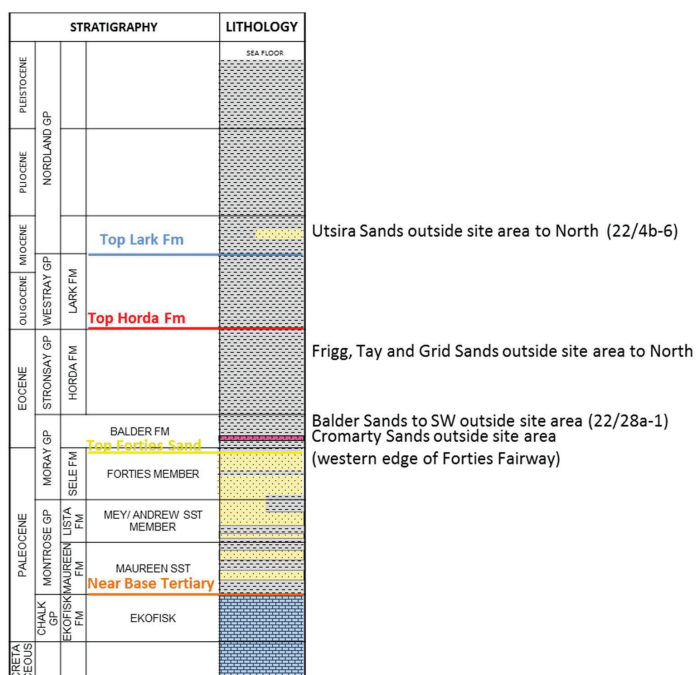 STRATIGRAPHY
LITHOLOGY
SEA FLOOR
PLEISTOCENE
NORDLAND GP
PLIOCENE
MIOCENE
Utsira Sands outside site area to North (22/4b-6)
Top Lark Fm
OLIGOCENE
WESTRAY GP
LARK FM
Top Horda Fm
EOCENE
STRONSAY GP
HORDA FM
Frigg, Tay and Grid Sands outside site area to North
Balder Sands to SW outside site area (22/28a-1)
BALDER FM
Cromarty Sands outside site area
Top Forties Sand
(western edge of Forties Fairway)
MORAY GP
SELE FM
FORTIES MEMBER
PALEOCENE
MONTROSE GP
LISTA
FM
MEY/ ANDREW SST
MEMBER
MAUREEN
FM
MAUREEN SST
Near Base Tertiary
CHALK
GP
EKOFISK
FM
EKOFISK
CRETA
CEOUS